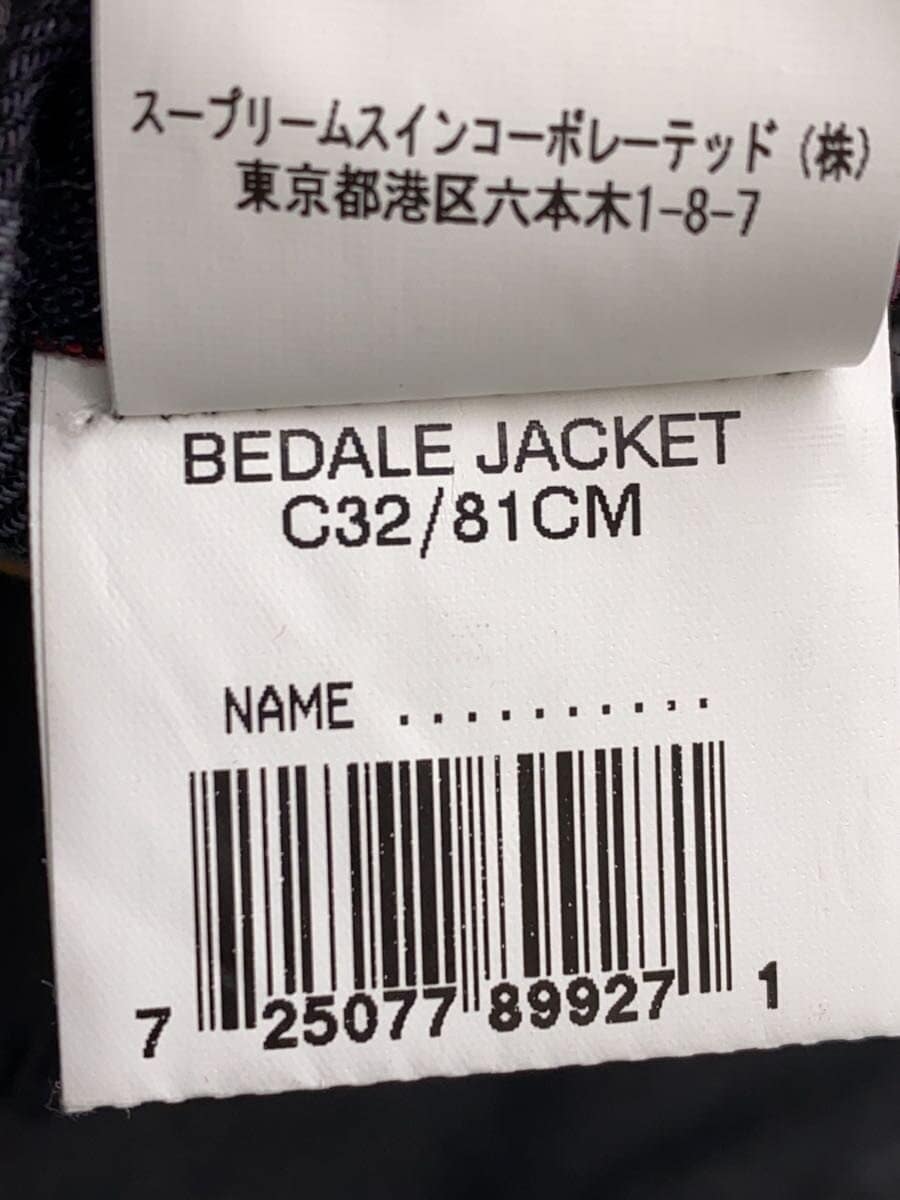 スープリームスインコーポレーテッド（株）
東京都港区六本木1-8-7
BEDALE JACKET
C32/81CM
NAME ...........
7 25077 89927 1